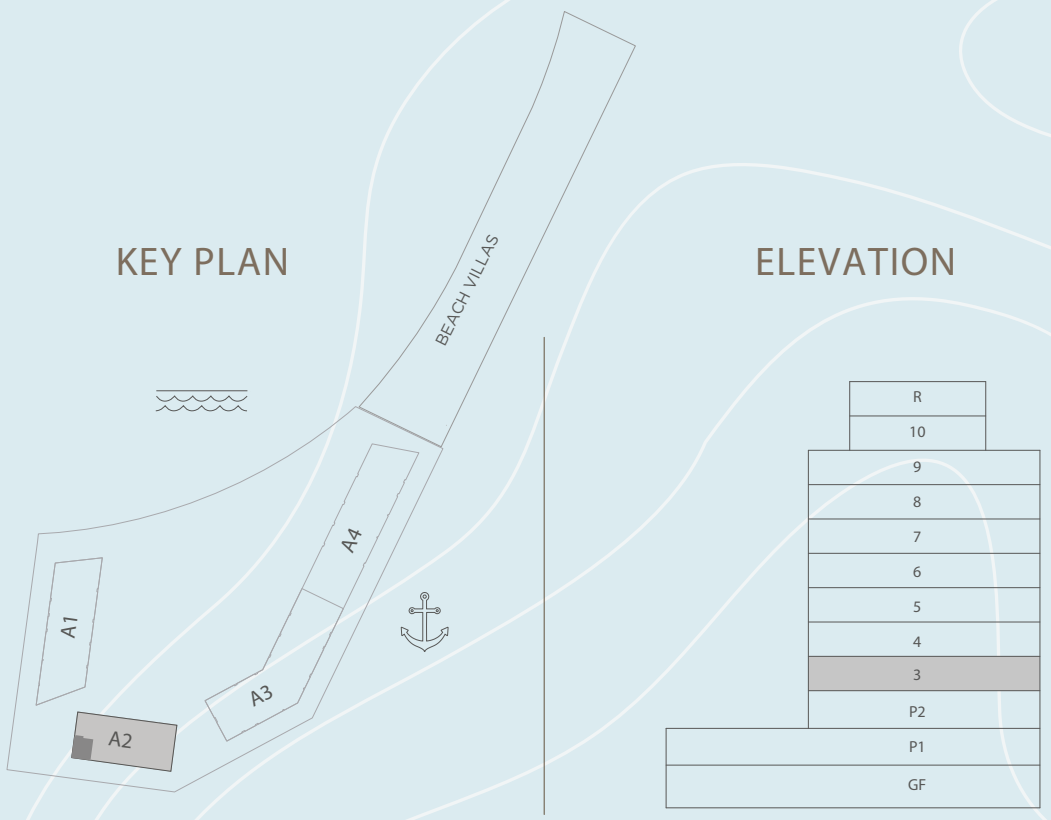 KEY PLAN
BEACH VILLAS
A4
A1
A3
A2
ELEVATION
R
10
9
8
7
6
5
4
3
P2
P1
GF